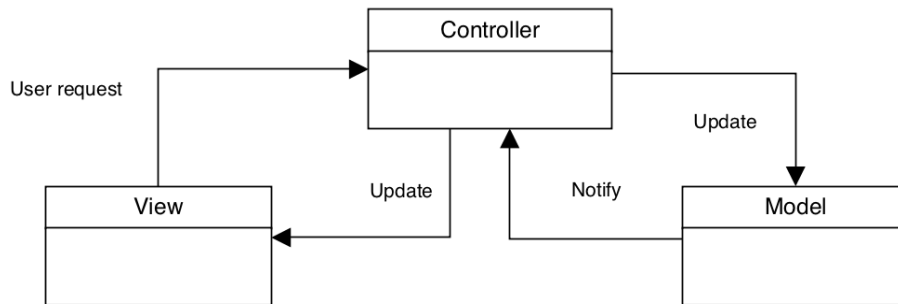 Controller
User request
Update
Update
Notify
View
Model